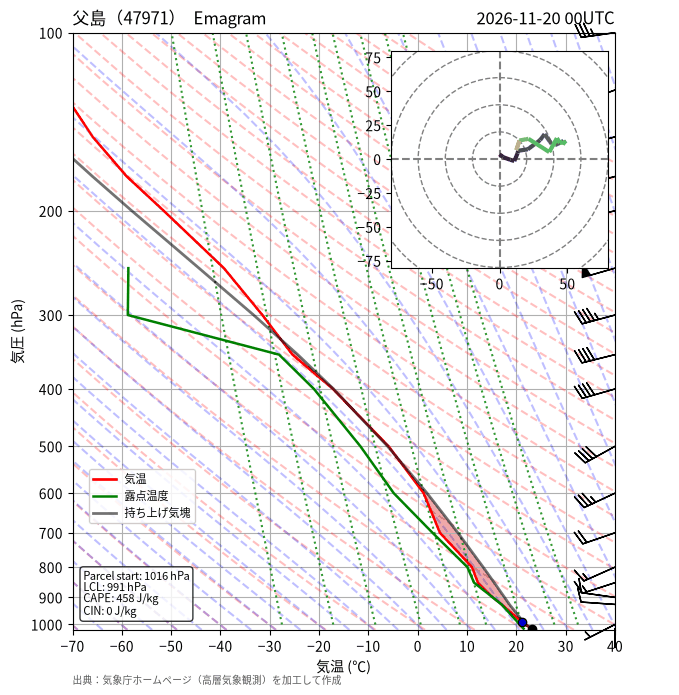 父島（47971） Emagram
2026-11-20 00UTC
気圧 (hPa)
100
200
300
400
500
600
700
800
900
1000
75
50
25
0
−25
−50
−75
−50
0
50
気温
露点温度
持ち上げ気塊
Parcel start: 1016 hPa
LCL: 991 hPa
CAPE: 458 J/kg
CIN: 0 J/kg
−70
−60
−50
−40
−30
−20
−10
0
10
20
30
40
気温 (°C)
出典：気象庁ホームページ（高層気象観測）を加工して作成